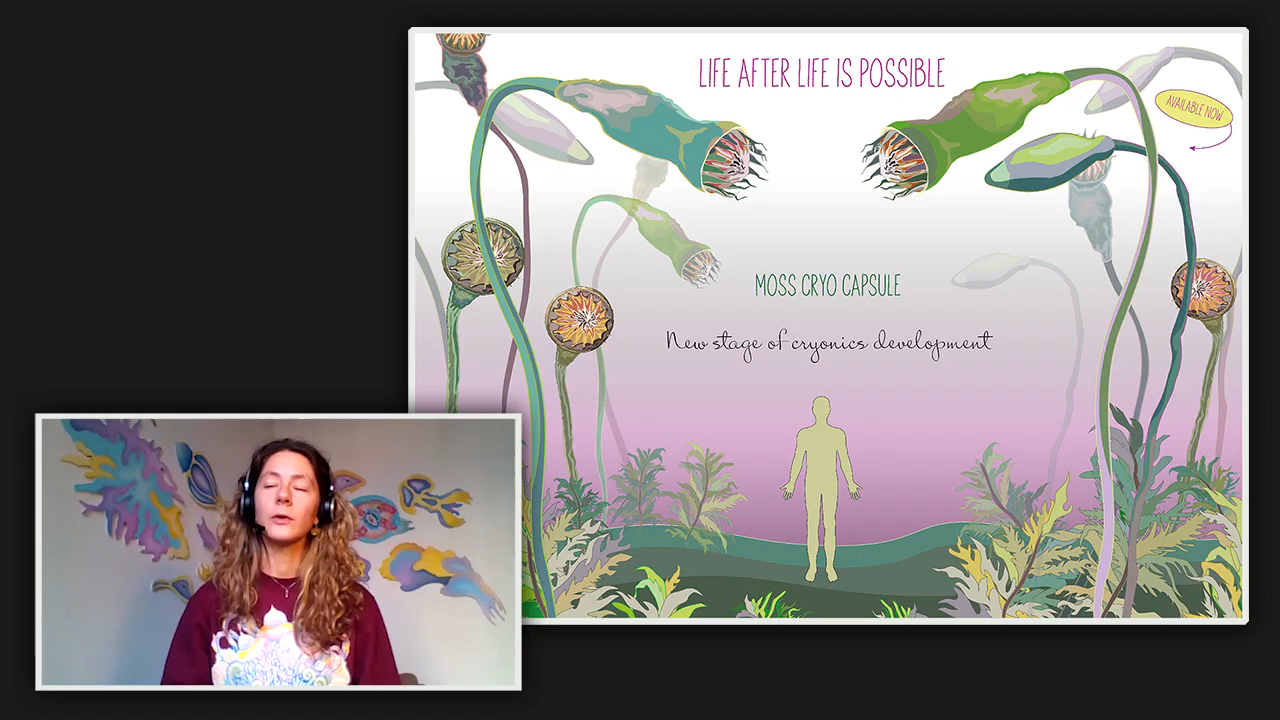 LIFE AFTER LIFE IS POSSIBLE
AVAILABLE NOW
MOSS CRYO CAPSULE
New stage of cryonics development